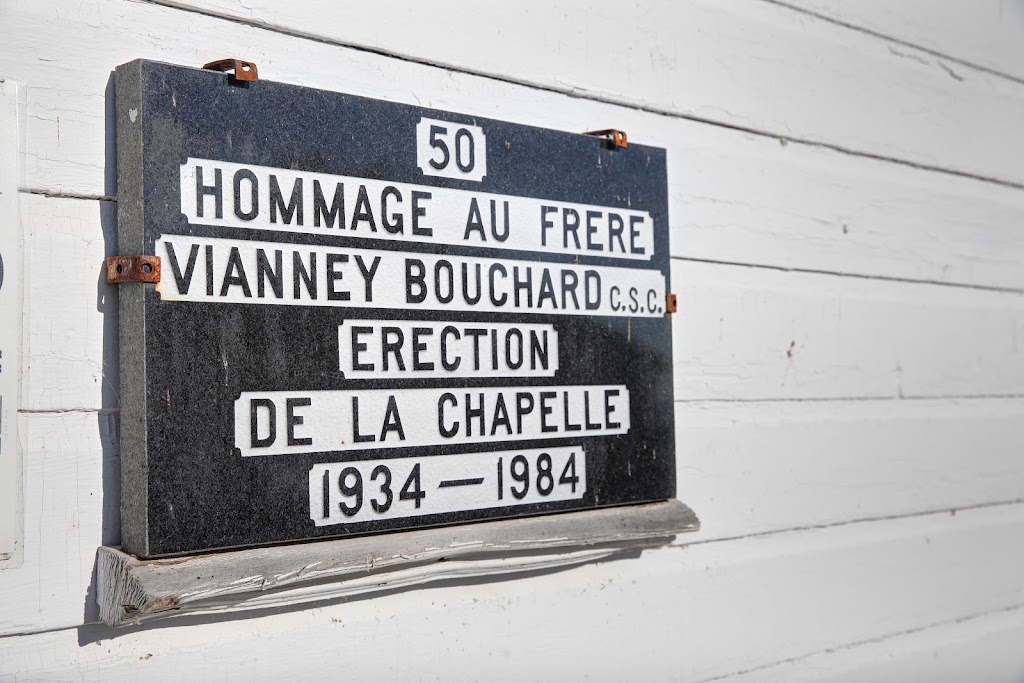 50
HOMMAGE AU FRERE
VIANNEY BOUCHARD C.S.C.
ERECTION
DE LA CHAPELLE
1934 — 1984